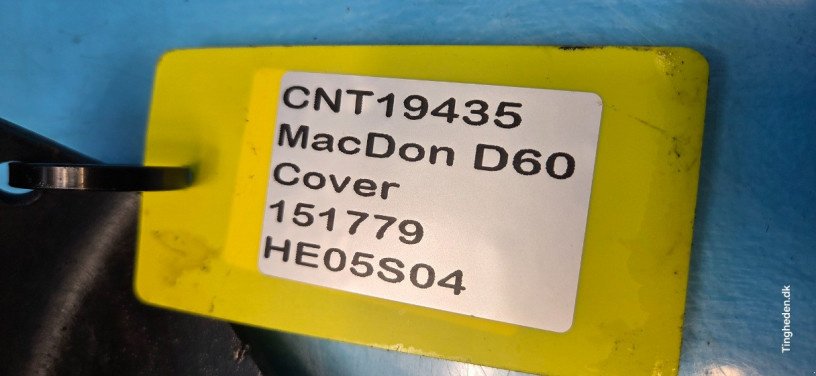 CNT19435
MacDon D60
Cover
151779
HE05S04
Tingheden.dk